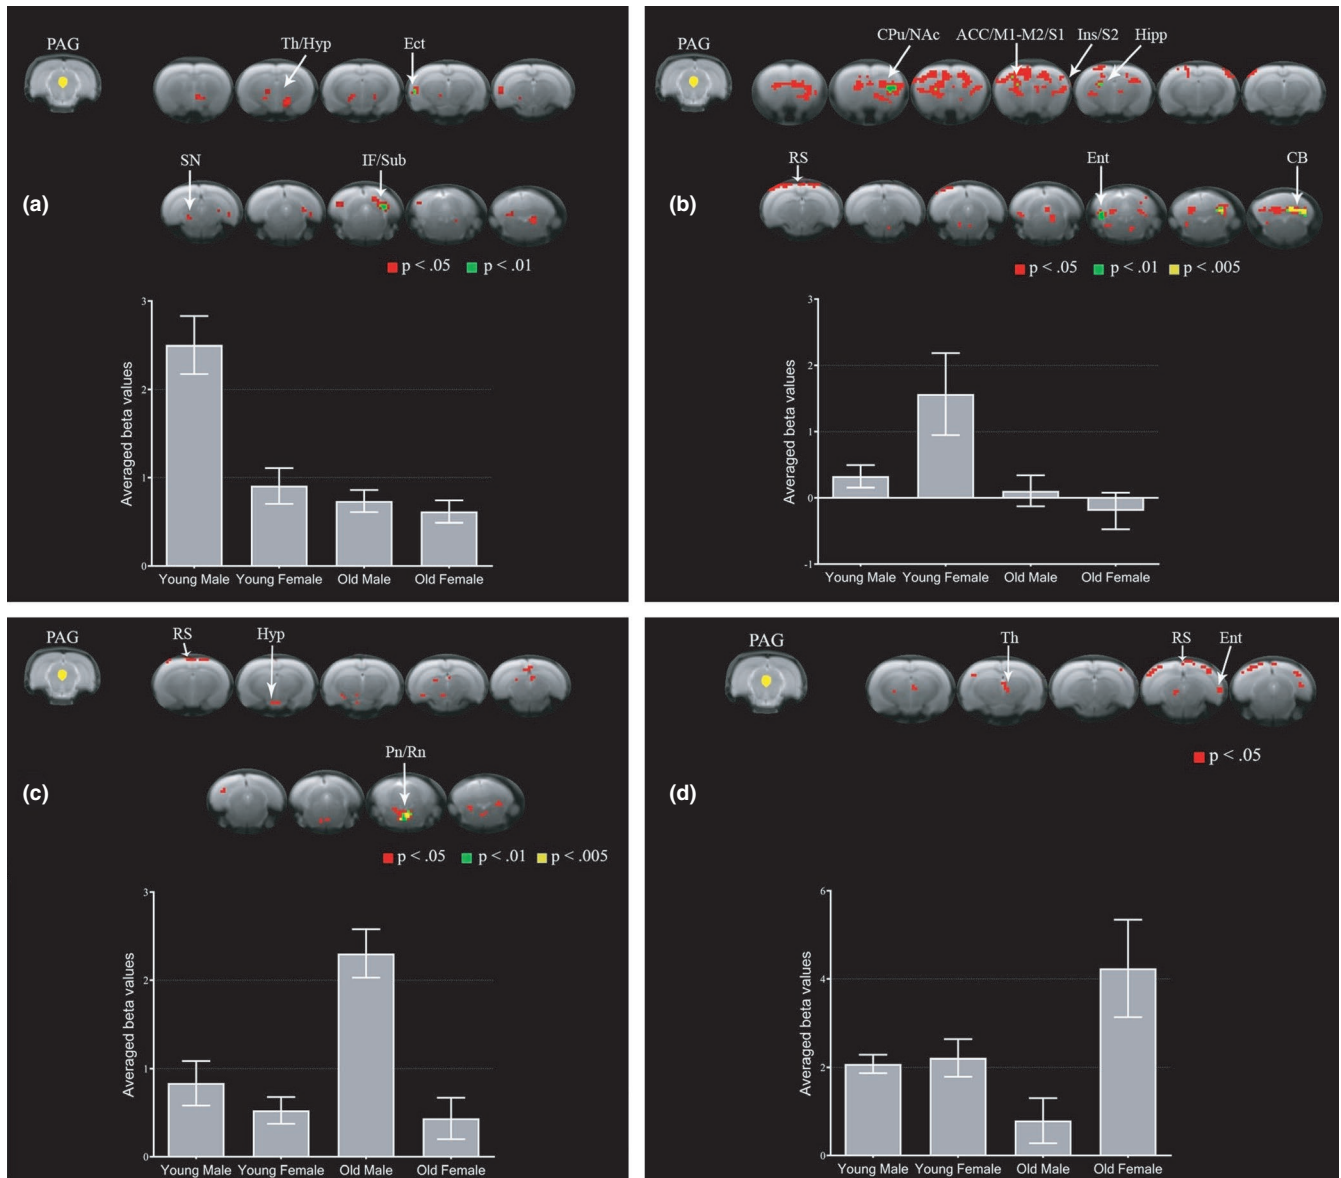 PAG
Th/Hyp
Ect
SN
IF/Sub
(a)
p < .05 p < .01
3
2
1
0
Averaged beta values
Young Male Young Female Old Male Old Female
PAG
CPu/NAc ACC/M1-M2/S1 Ins/S2 Hipp
RS
Ent
CB
(b)
p < .05 p < .01 p < .005
3
2
1
0
-1
Averaged beta values
Young Male Young Female Old Male Old Female
PAG
RS
Hyp
Pn/Rn
(c)
p < .05 p < .01 p < .005
3
2
1
0
Averaged beta values
Young Male Young Female Old Male Old Female
PAG
Th
RS
Ent
p < .05
(d)
6
4
2
0
Averaged beta values
Young Male Young Female Old Male Old Female